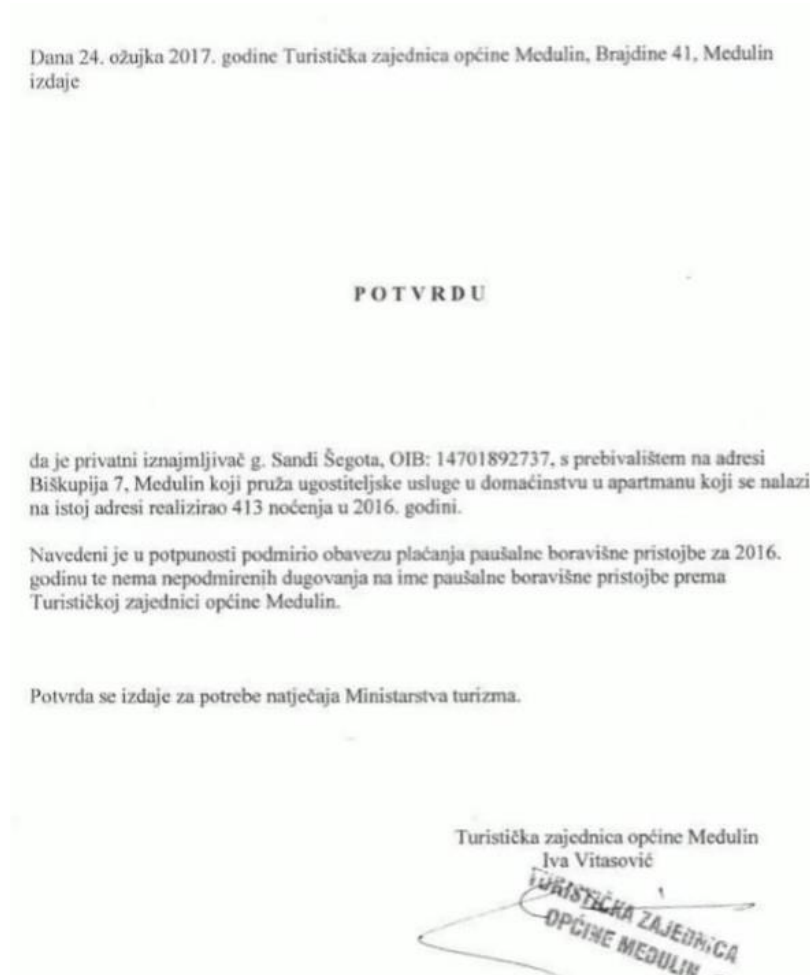 Dana 24. ožujka 2017. godine Turistička zajednica općine Medulin, Brajdine 41, Medulin
izdaje
P O T V R D U
da je privatni iznajmljivač g. Sandi Šegota, OIB: 14701892737, s prebivalištem na adresi
Biškupija 7, Medulin koji pruža ugostiteljske usluge u domaćinstvu u apartmanu koji se nalazi
na istoj adresi realizirao 413 noćenja u 2016. godini.
Navedeni je u potpunosti podmirio obavezu plaćanja paušalne boravišne pristojbe za 2016.
godinu te nema nepodmirenih dugovanja na ime paušalne boravišne pristojbe prema
Turističkoj zajednici općine Medulin.
Potvrda se izdaje za potrebe natječaja Ministarstva turizma.
Turistička zajednica općine Medulin
Iva Vitasović
TURISTIČKA ZAJEDNICA
OPĆINE MEDULIN